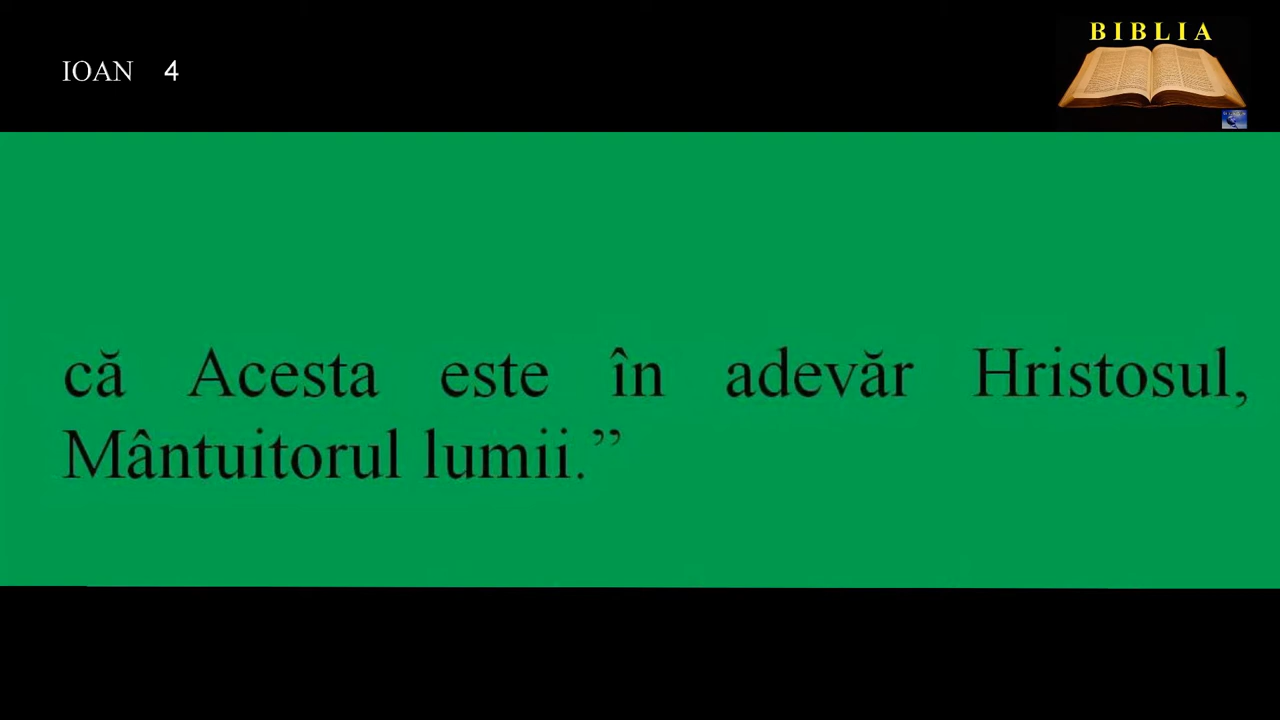 BIBLIA
IOAN 4
că Acesta este în adevăr Hristosul,
Mântuitorul lumii.”